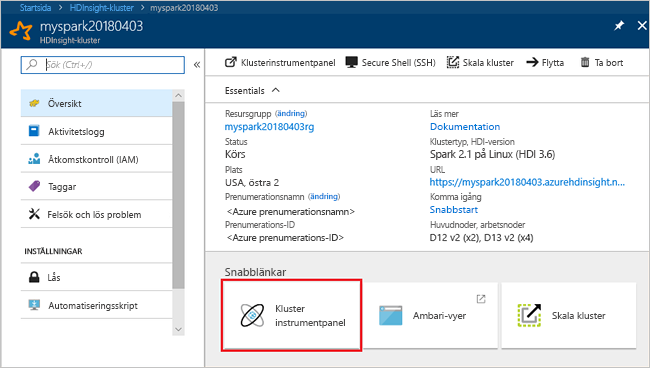 Startsida > HDInsight-kluster > myspark20180403
myspark20180403
HDInsight-kluster
Sök (Ctrl+/)
Översikt
Aktivitetslogg
Åtkomstkontroll (IAM)
Taggar
Felsök och lös problem
INSTÄLLNINGAR
Lås
Automatiseringsskript
Klusterinstrumentpanel
Secure Shell (SSH)
Skala kluster
Flytta
Ta bort
Essentials
Resursgrupp (ändring)
myspark20180403rg
Status
Körs
Plats
USA, östra 2
Prenumerationsnamn (ändring)
<Azure prenumerationsnamn>
Prenumerations-ID
<Azure prenumerations-ID>
Läs mer
Dokumentation
Klustertyp, HDI-version
Spark 2.1 på Linux (HDI 3.6)
URL
https://myspark20180403.azurehdinsight.n...
Komma igång
Snabbstart
Huvudnoder, arbetsnoder
D12 v2 (x2), D13 v2 (x4)
Snabblänkar
Kluster
instrumentpanel
Ambari-vyer
Skala kluster